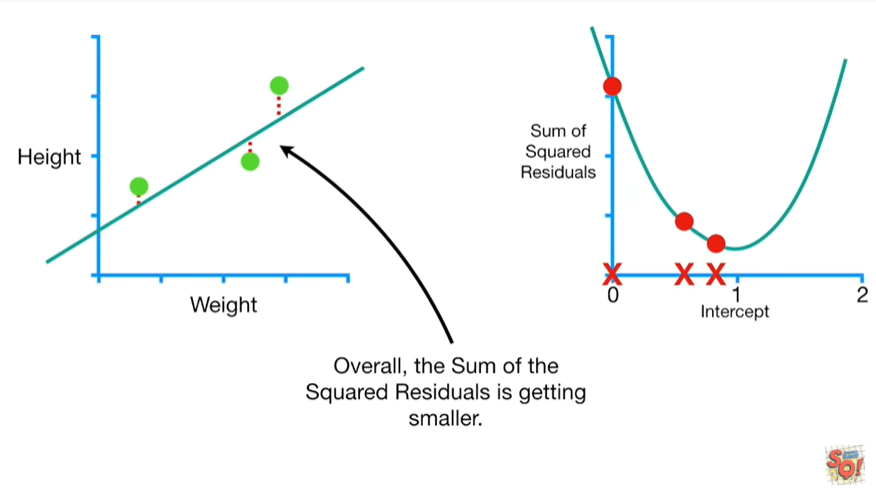 Height
Weight
Sum of
Squared
Residuals
X
X
X
0
1
2
Intercept
Overall, the Sum of the
Squared Residuals is getting
smaller.
SQ!